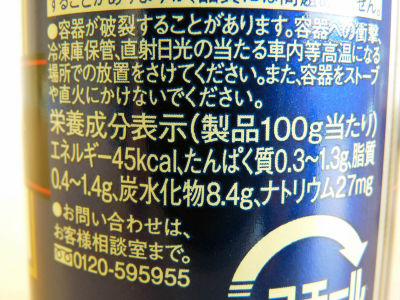 ●容器が破裂することがあります。容器への衝撃、
冷凍庫保管、直射日光の当たる車内等高温になる
場所での放置をさけてください。また、容器をストーブ
や直火にかけないでください。
栄養成分表示(製品100g当たり)
エネルギー45kcal、たんぱく質0.3~1.3g、脂質
0.4~1.4g、炭水化物8.4g、ナトリウム27mg
●お問い合わせは、
お客様相談室まで。
0120-595955
スチール